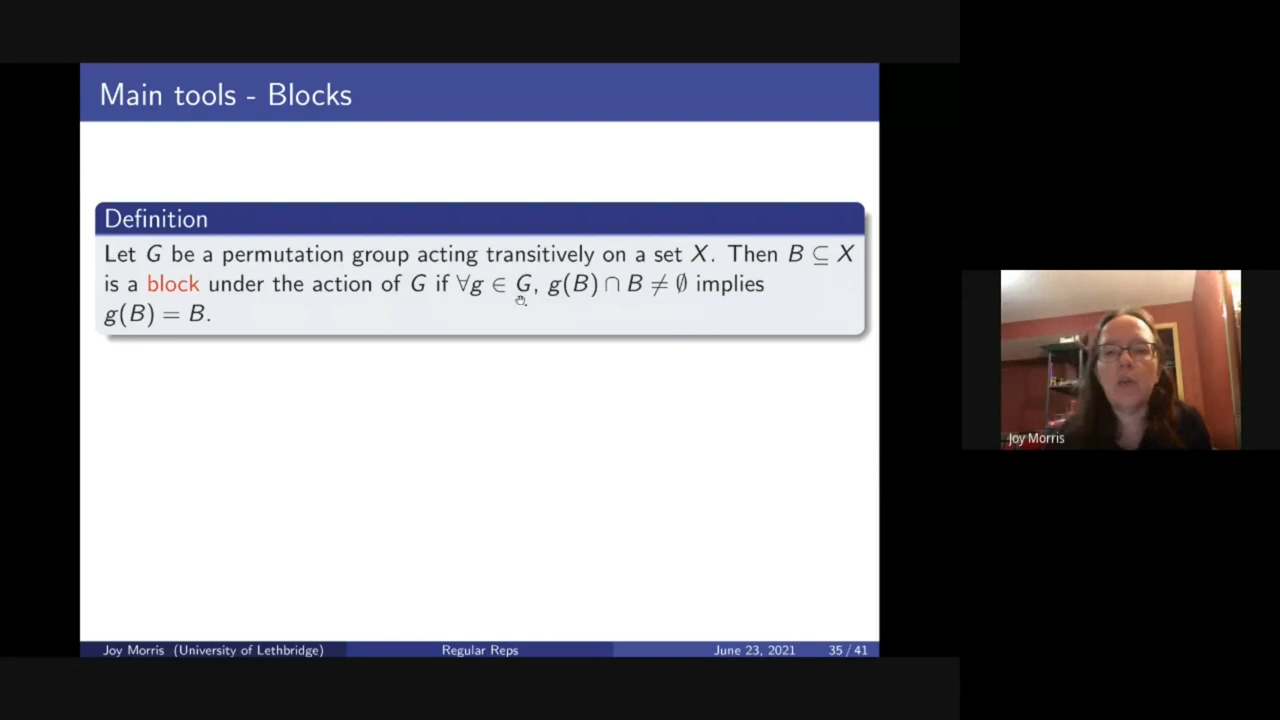 Main tools - Blocks
Definition
Let G be a permutation group acting transitively on a set X. Then B ⊆ X
is a block under the action of G if ∀g ∈ G, g(B) ∩ B ≠ ∅ implies
g(B) = B.
Joy Morris
Joy Morris (University of Lethbridge) Regular Reps June 23, 2021 35 / 41